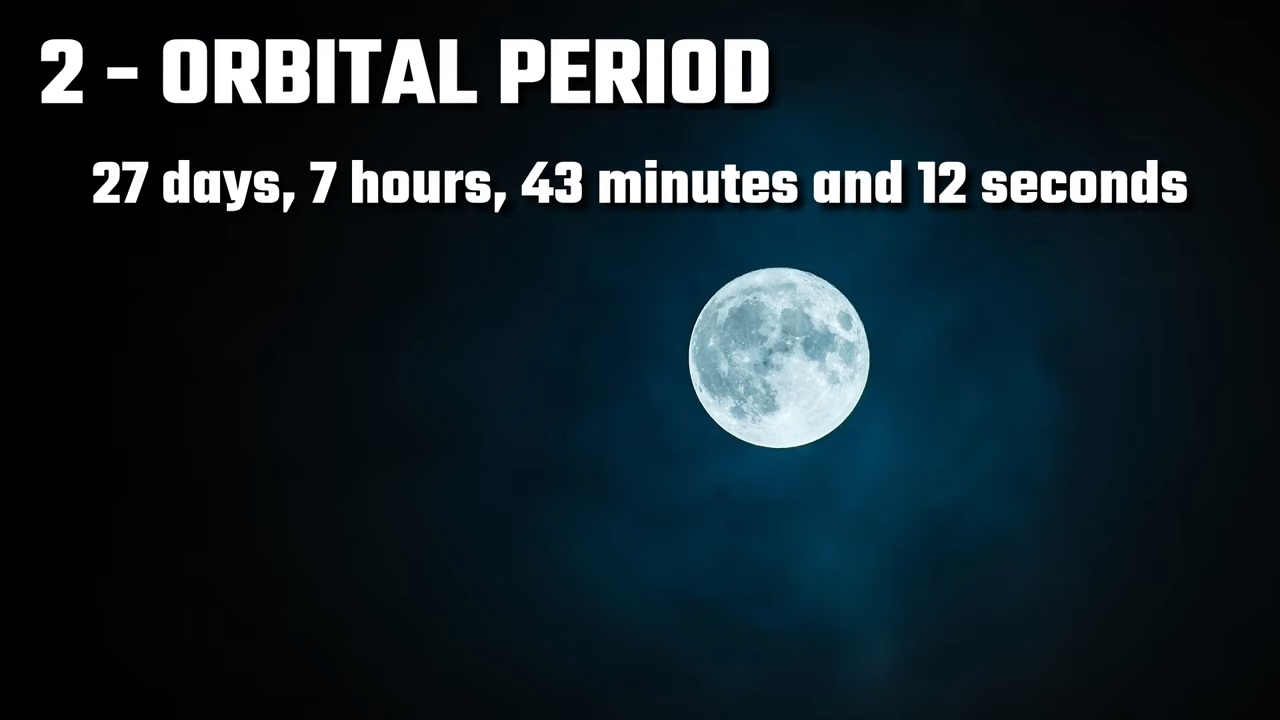 2 - ORBITAL PERIOD
27 days, 7 hours, 43 minutes and 12 seconds